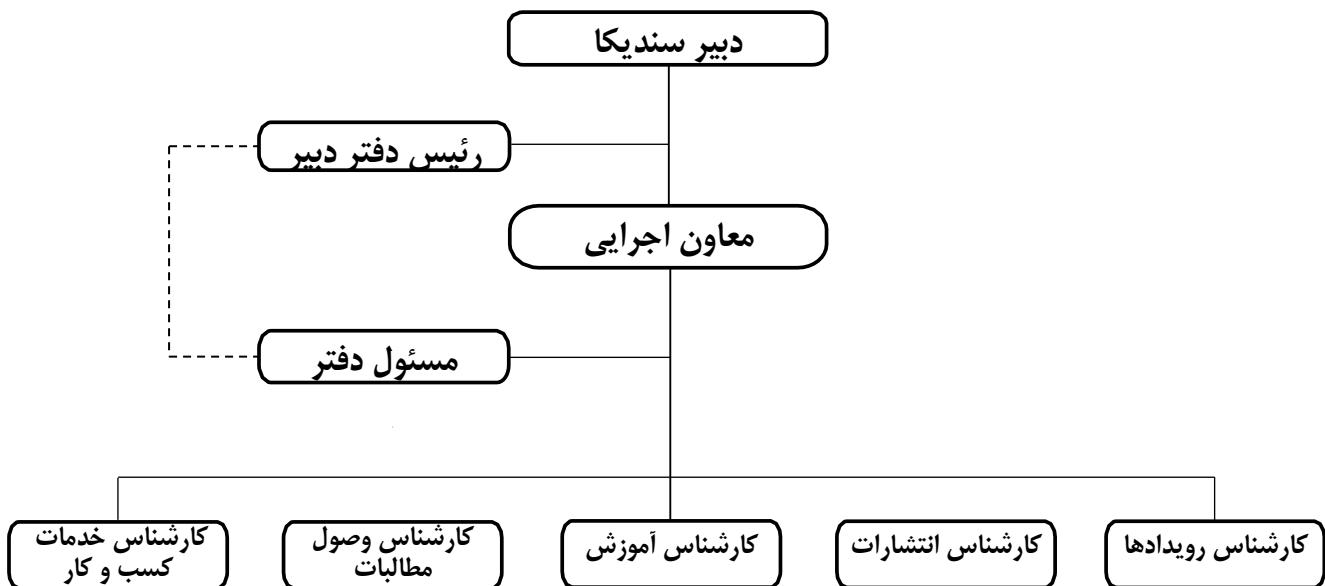 دبیر سندیکا
رئیس دفتر دبیر
معاون اجرایی
مسئول دفتر
کارشناس رویدادها
کارشناس انتشارات
کارشناس آموزش
کارشناس وصول
مطالبات
کارشناس خدمات
کسب و کار